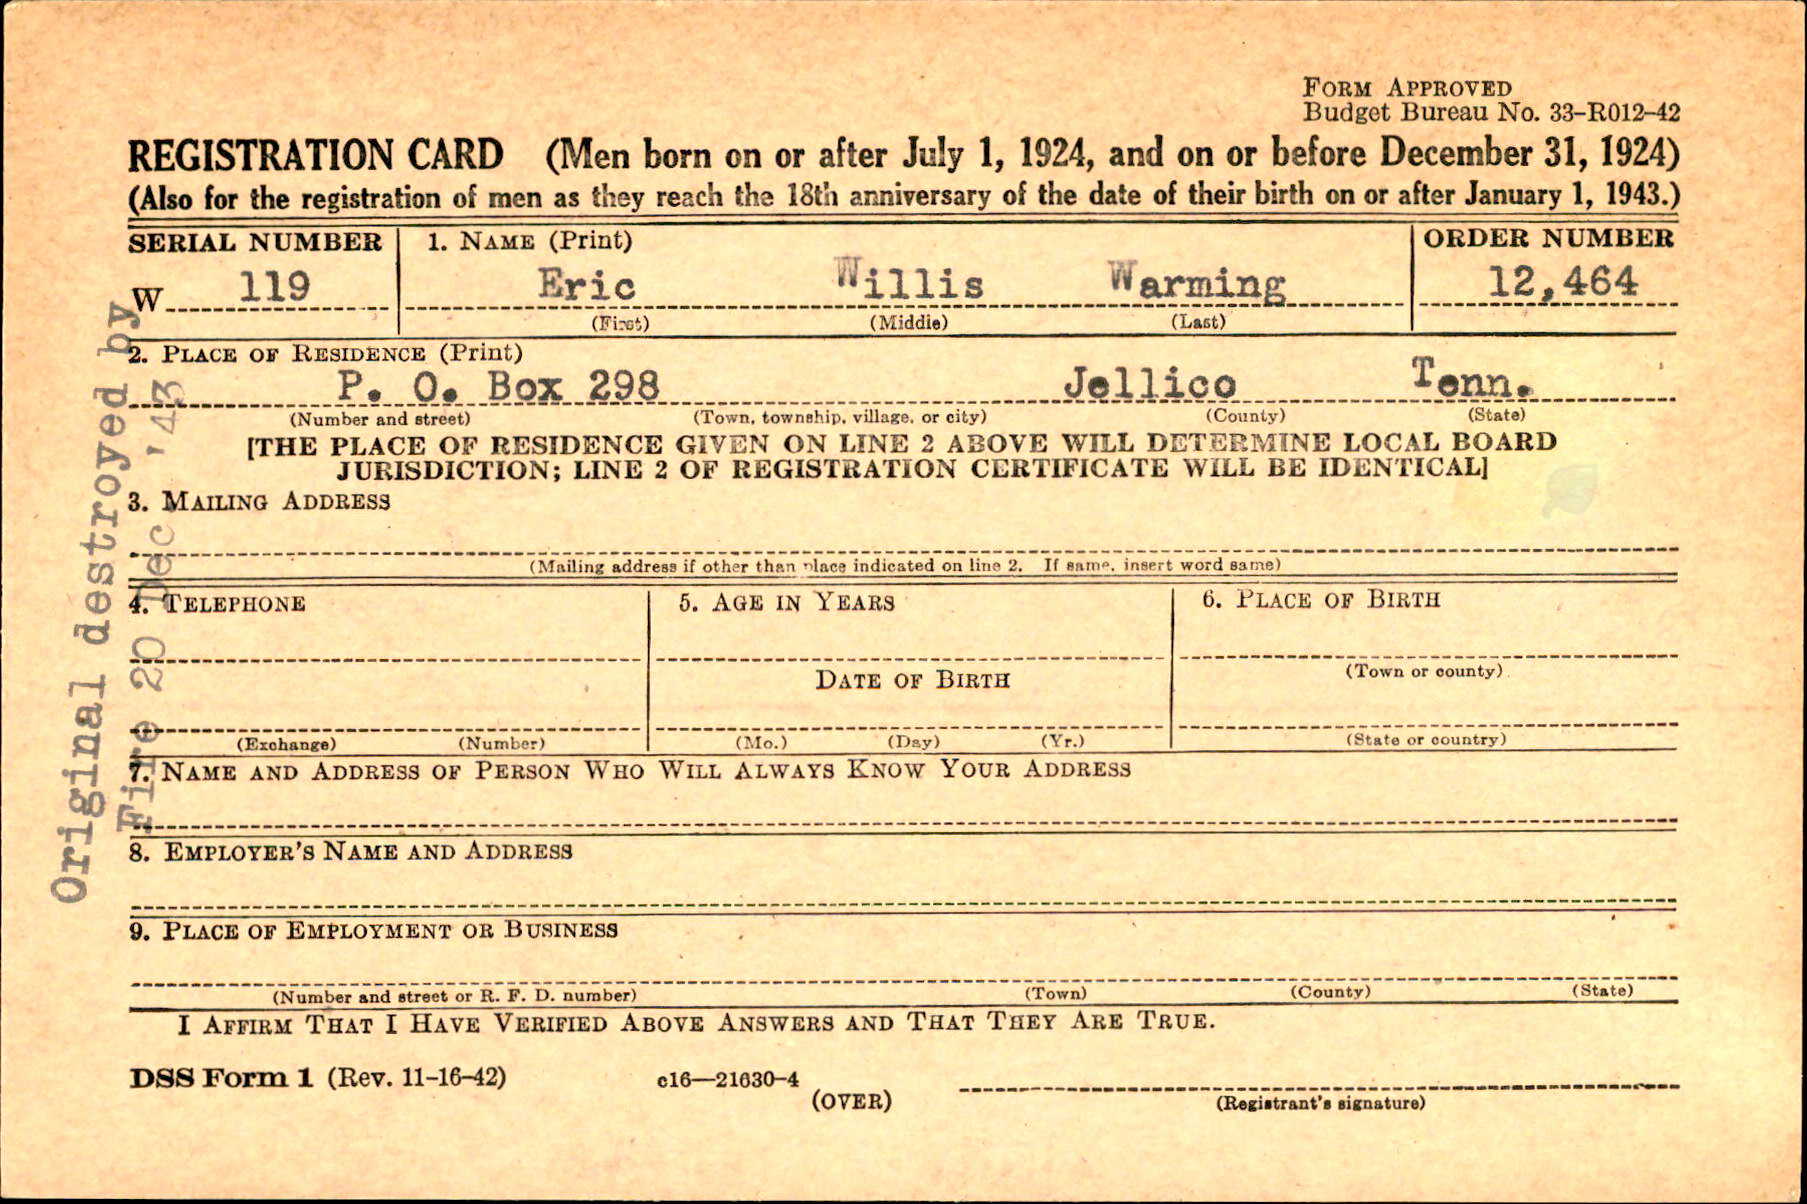 FORM APPROVED
Budget Bureau No. 33-R012-42
REGISTRATION CARD (Men born on or after July 1, 1924, and on or before December 31, 1924)
(Also for the registration of men as they reach the 18th anniversary of the date of their birth on or after January 1, 1943.)
SERIAL NUMBER 1. NAME (Print) ORDER NUMBER
W 119 Eric Willis Warming 12,464
(First) (Middle) (Last)
2. PLACE OF RESIDENCE (Print)
P. O. Box 298 Jellico Tenn.
(Number and street) (Town, township, village, or city) (County) (State)
[THE PLACE OF RESIDENCE GIVEN ON LINE 2 ABOVE WILL DETERMINE LOCAL BOARD
JURISDICTION; LINE 2 OF REGISTRATION CERTIFICATE WILL BE IDENTICAL]
3. MAILING ADDRESS
(Mailing address if other than place indicated on line 2. If same, insert word same)
4. TELEPHONE 5. AGE IN YEARS 6. PLACE OF BIRTH
(Town or county)
DATE OF BIRTH
(Exchange) (Number) (Mo.) (Day) (Yr.) (State or country)
7. NAME AND ADDRESS OF PERSON WHO WILL ALWAYS KNOW YOUR ADDRESS
8. EMPLOYER'S NAME AND ADDRESS
9. PLACE OF EMPLOYMENT OR BUSINESS
(Number and street or R. F. D. number) (Town) (County) (State)
I AFFIRM THAT I HAVE VERIFIED ABOVE ANSWERS AND THAT THEY ARE TRUE.
DSS Form 1 (Rev. 11-16-42) c16—21630-4
(OVER)
(Registrant's signature)
Original destroyed by
Fire 20 Dec '43